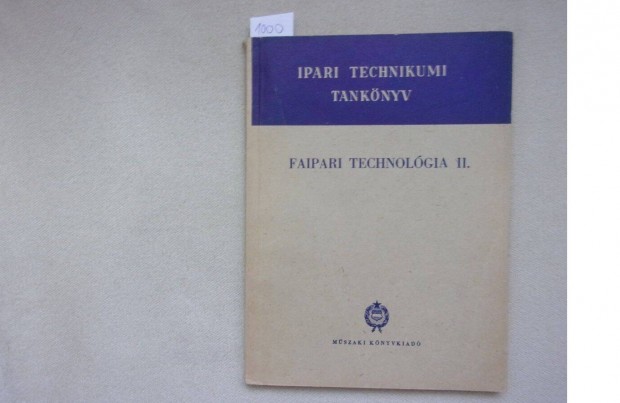 1000
IPARI TECHNIKUMI
TANKÖNYV
FAIPARI TECHNOLÓGIA II.
MŰSZAKI KÖNYVKIADÓ